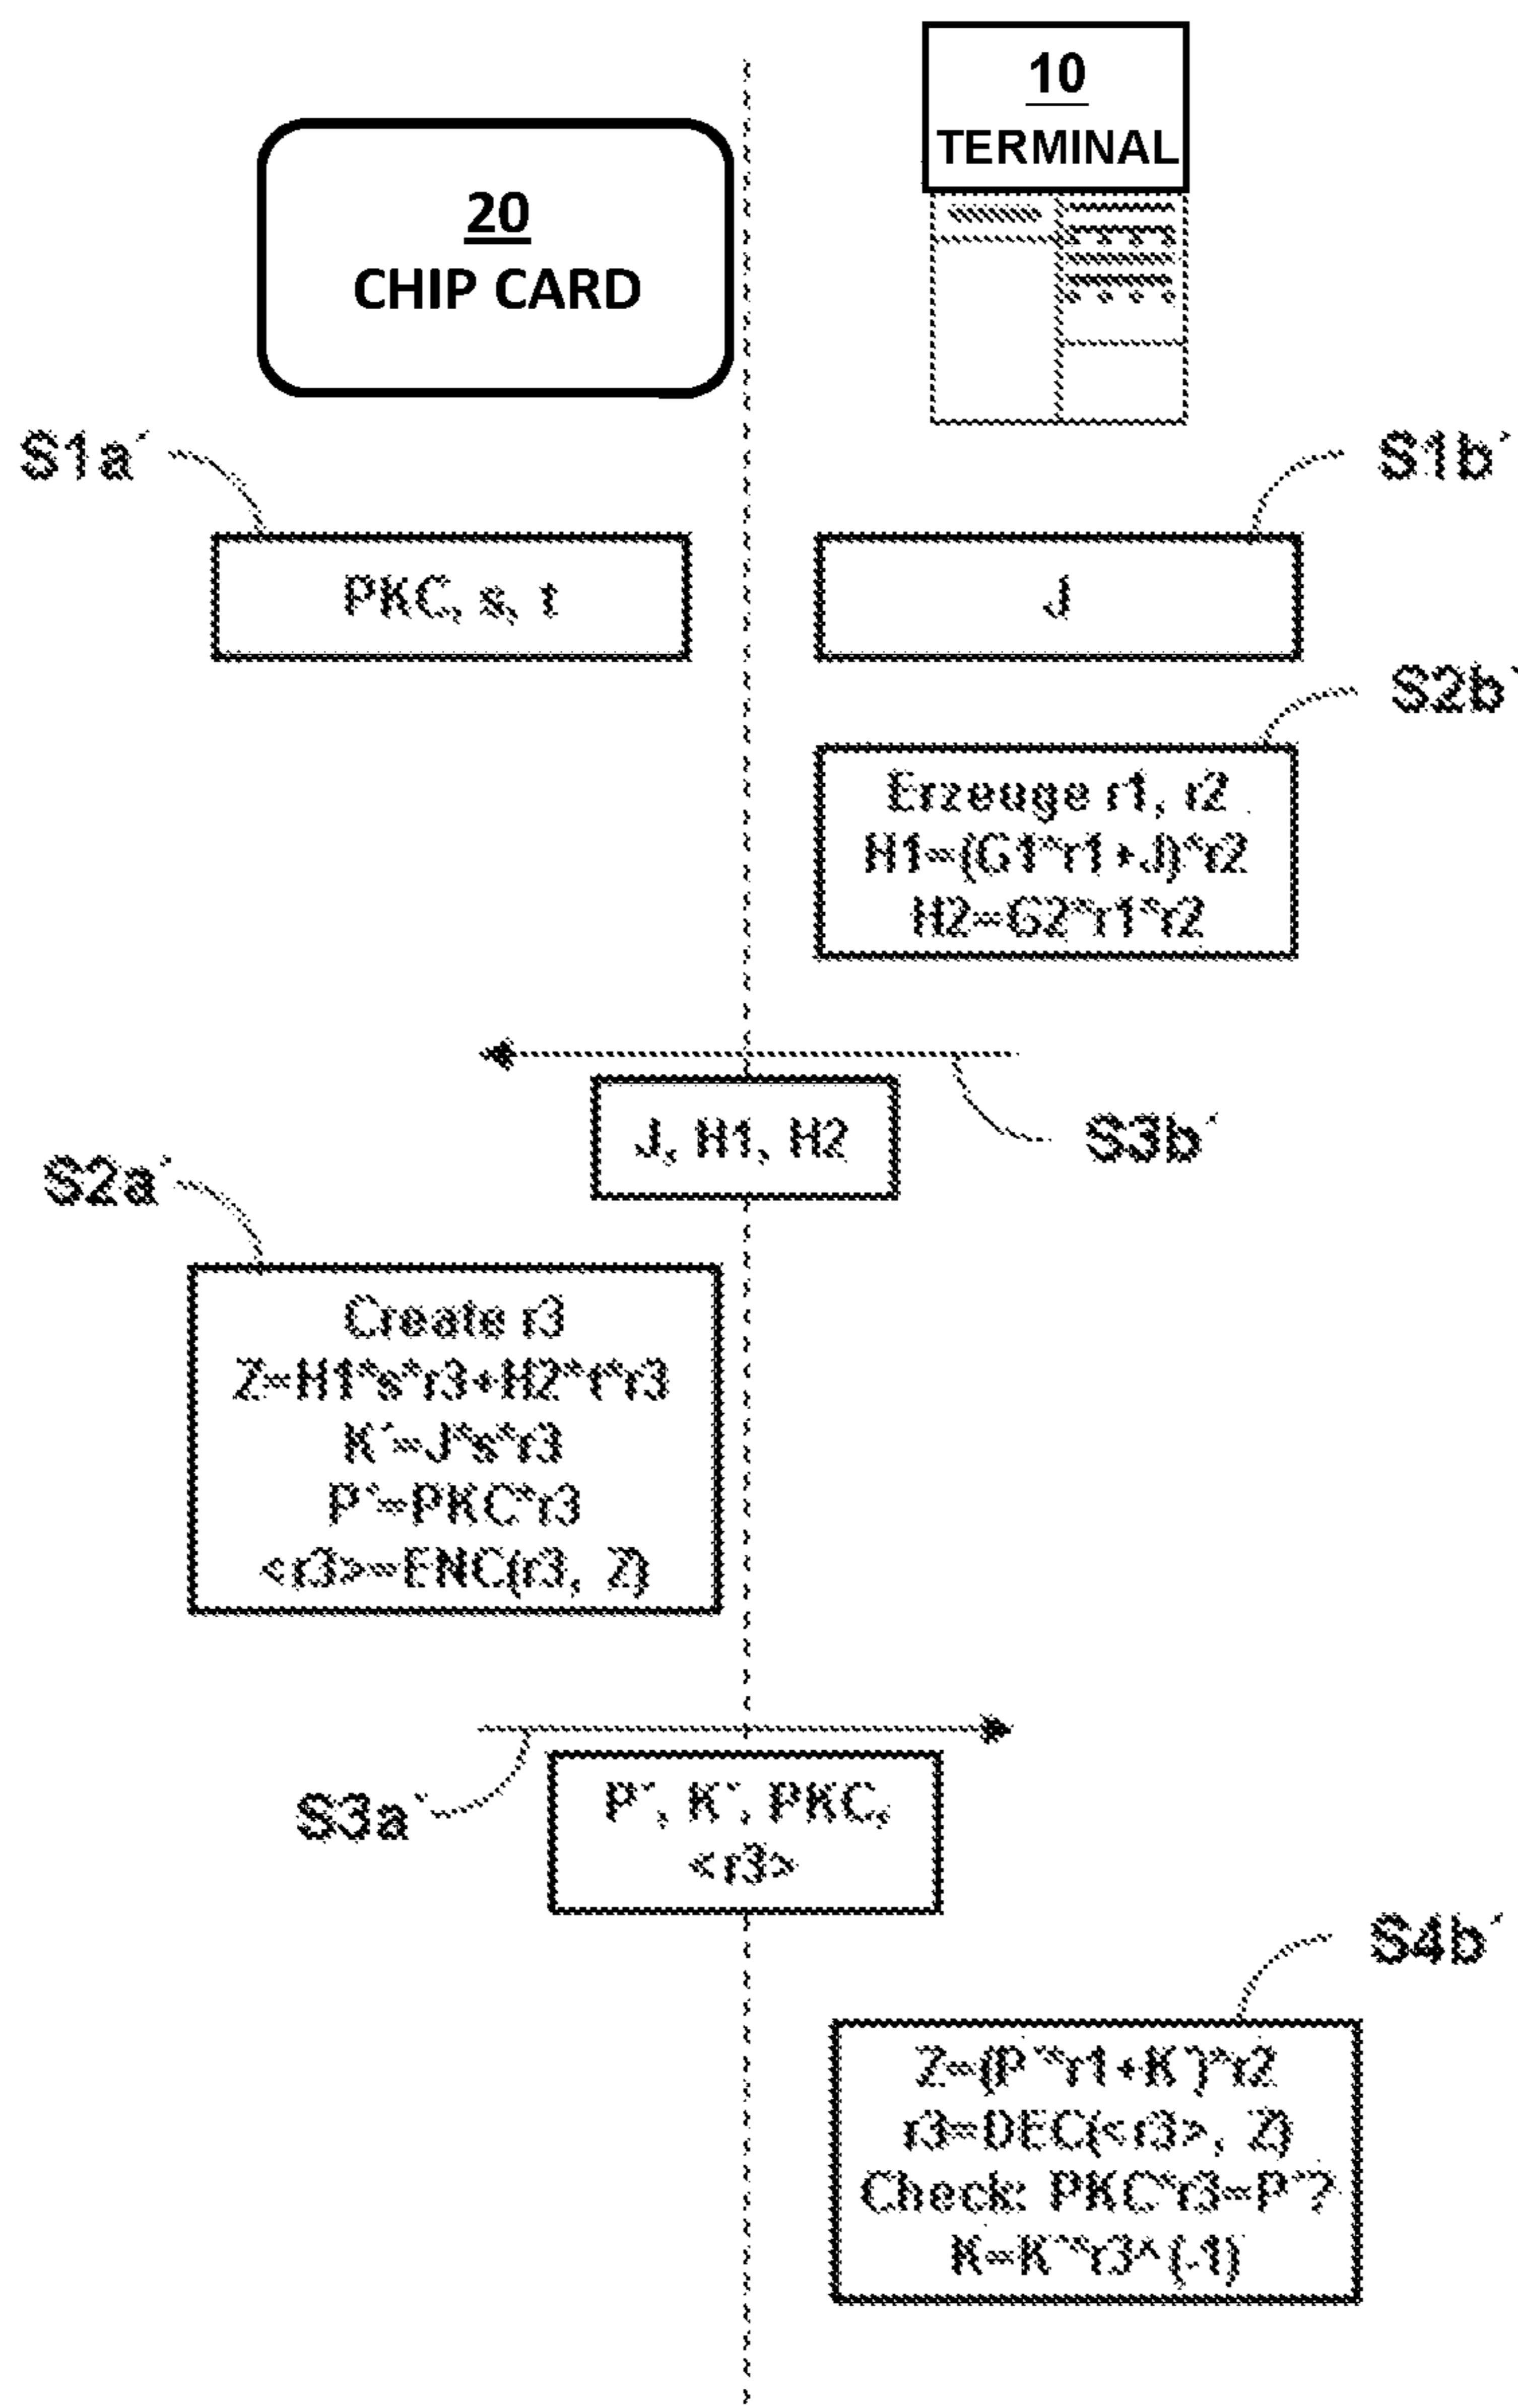 10
TERMINAL
20
CHIP CARD
S1a´
S1b´
PKC, s, t
J
S2b´
Erzeuge r1, r2
H1=(G1*r1+J)*r2
H2=G2*r1*r2
J, H1, H2
S3b´
S2a´
Create r3
Z=H1*s*r3+H2*t*r3
K´=J*s*r3
P´=PKC*r3
<r3>=ENC(r3, Z)
S3a´
P´, K´, PKC,
<r3>
S4b´
Z=(P´*r1+K´)*r2
r3=DEC(<r3>, Z)
Check: PKC*r3=P´?
K=K´*r3^(-1)